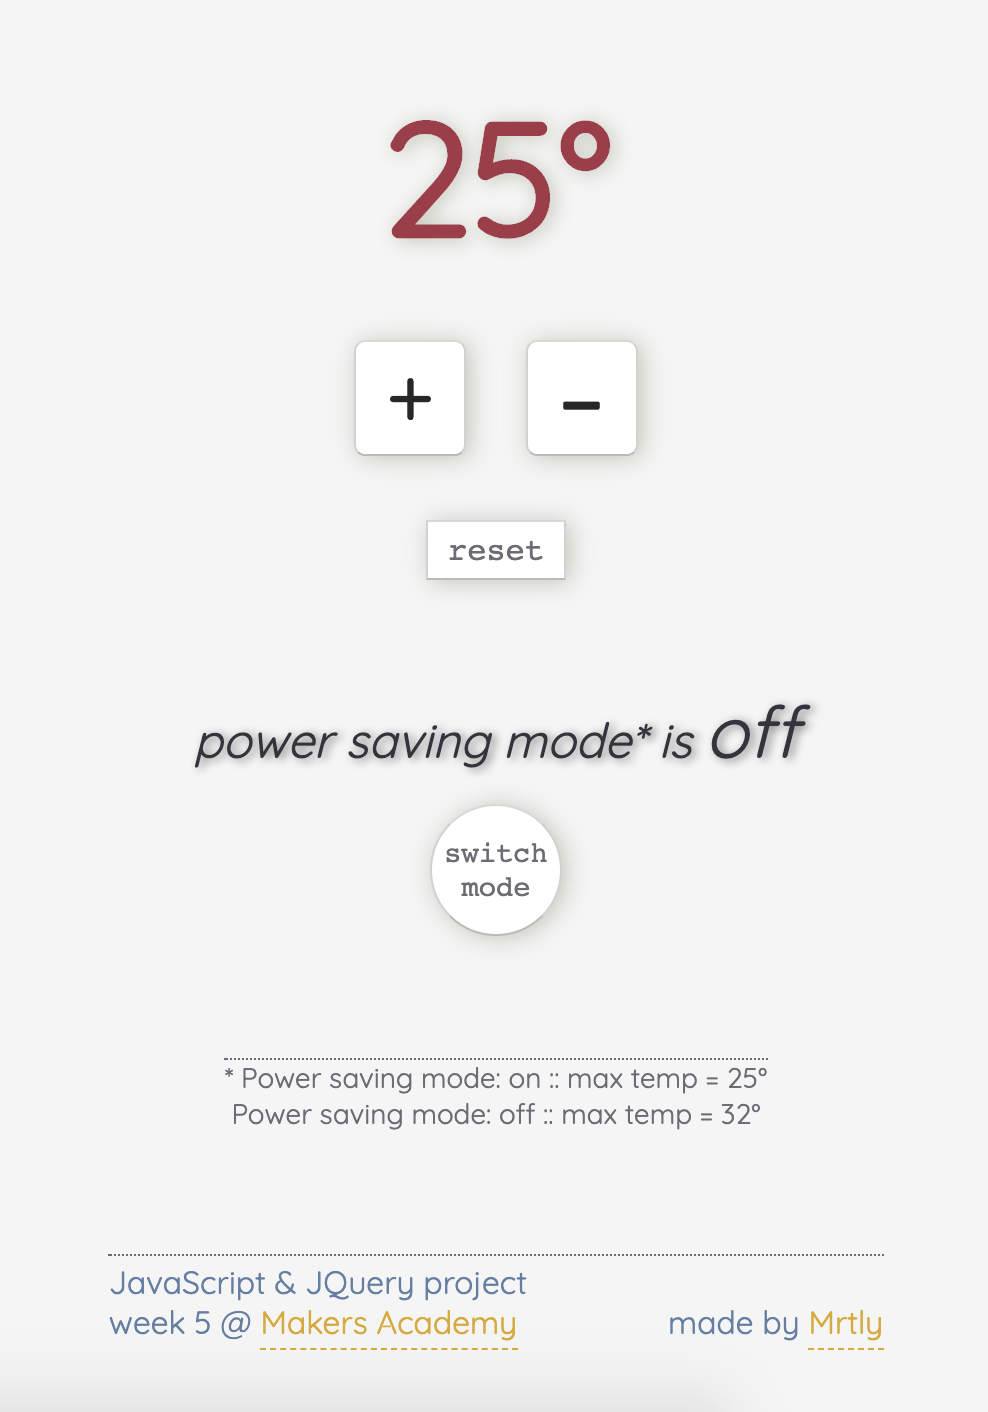 25°
+ -
reset
power saving mode* is off
switch
mode
* Power saving mode: on :: max temp = 25°
Power saving mode: off :: max temp = 32°
JavaScript & JQuery project
week 5 @ Makers Academy made by Mrtly